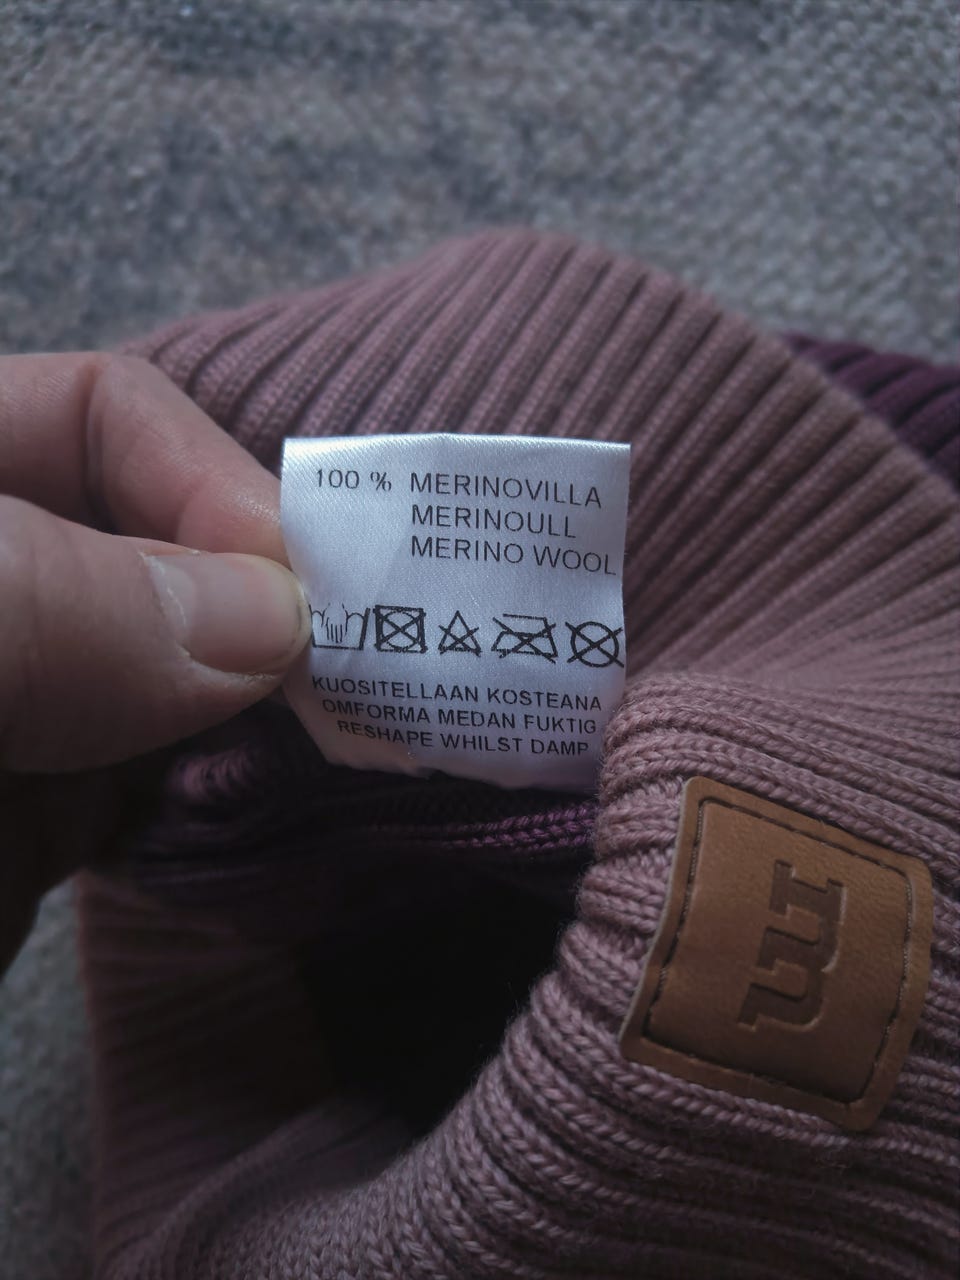 100 % MERINOVILLA
MERINOULL
MERINO WOOL
KUOSITELLAAN KOSTEANA
OMFORMA MEDAN FUKTIG
RESHAPE WHILST DAMP